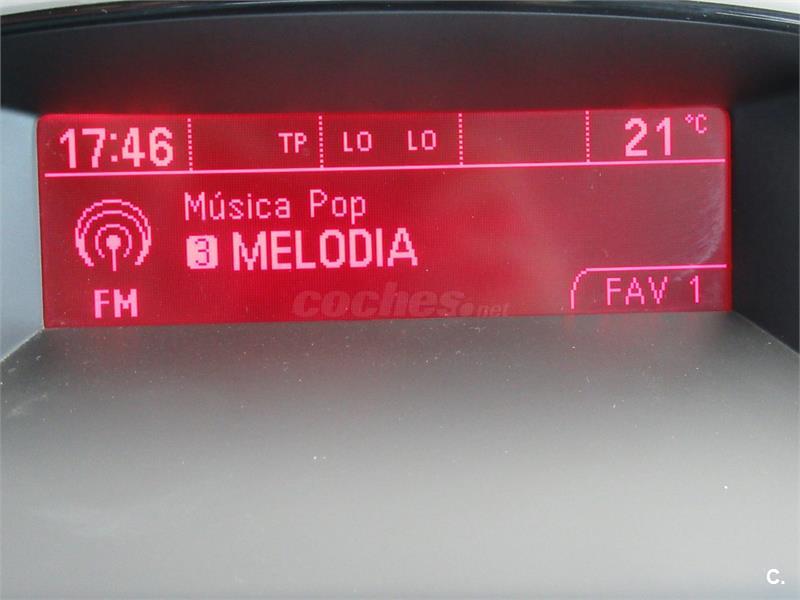 17:46 TP LO LO 21 °C
Música Pop
3 MELODIA
FM
FAV 1
coches.net
C.